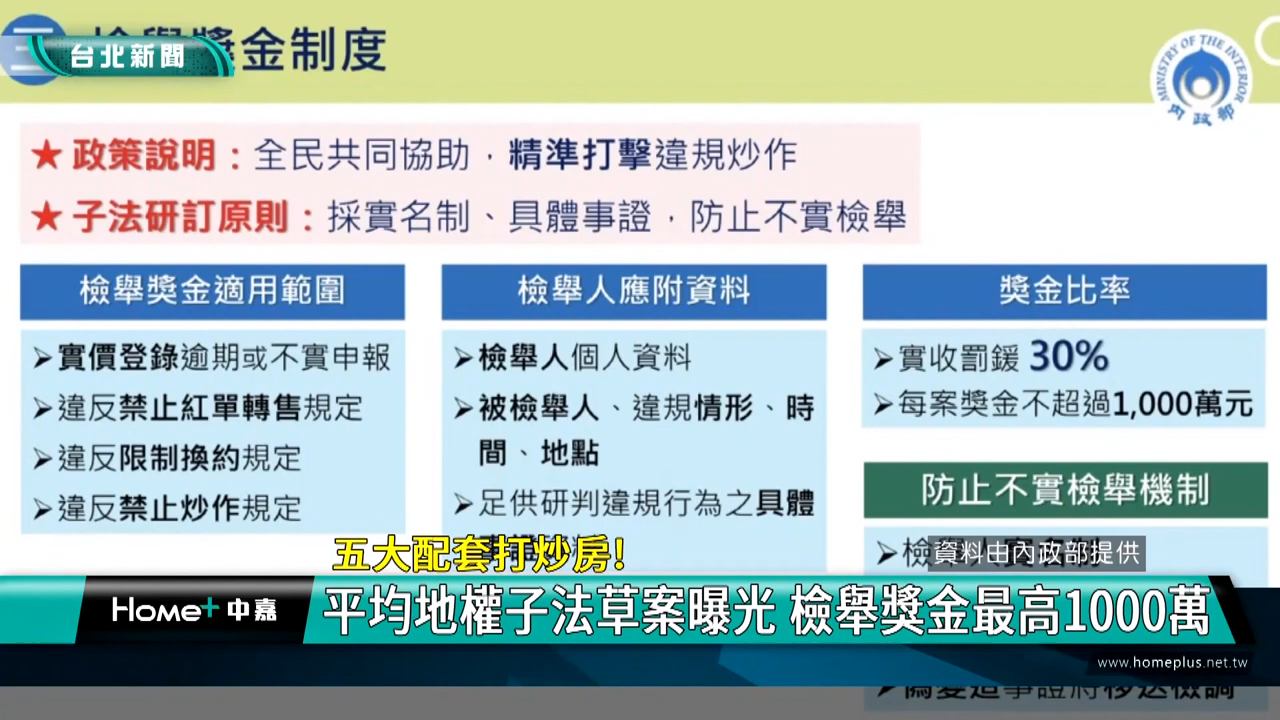 台北新聞
三
金制度
MINISTRY OF THE INTERIOR
內政部
★ 政策說明：全民共同協助，精準打擊違規炒作
★ 子法研訂原則：採實名制、具體事證，防止不實檢舉
檢舉獎金適用範圍
➢實價登錄逾期或不實申報
➢違反禁止紅單轉售規定
➢違反限制換約規定
➢違反禁止炒作規定
檢舉人應附資料
➢檢舉人個人資料
➢被檢舉人、違規情形、時
間、地點
➢足供研判違規行為之具體
獎金比率
➢實收罰鍰 30%
➢每案獎金不超過1,000萬元
防止不實檢舉機制
➢檢
資料由內政部提供
五大配套打炒房!
Home+ 中嘉
平均地權子法草案曝光 檢舉獎金最高1000萬
www.homeplus.net.tw